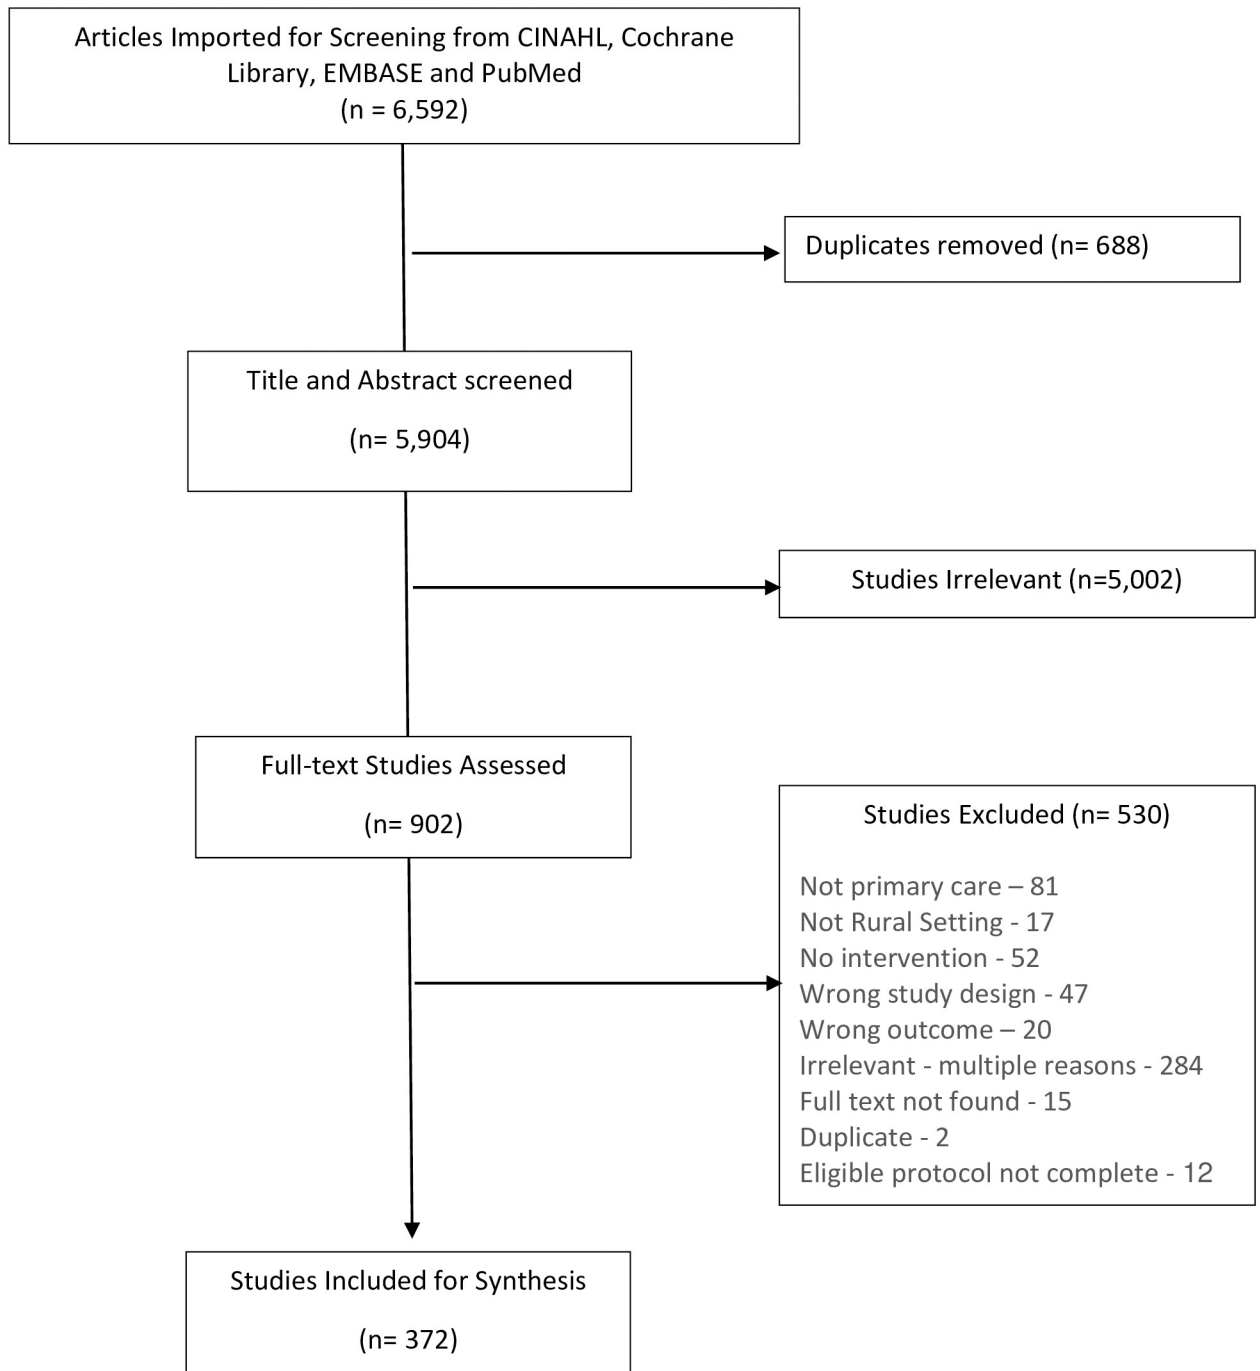 Articles Imported for Screening from CINAHL, Cochrane
Library, EMBASE and PubMed
(n = 6,592)
Duplicates removed (n= 688)
Title and Abstract screened
(n= 5,904)
Studies Irrelevant (n=5,002)
Full-text Studies Assessed
(n= 902)
Studies Excluded (n= 530)
Not primary care – 81
Not Rural Setting - 17
No intervention - 52
Wrong study design - 47
Wrong outcome – 20
Irrelevant - multiple reasons - 284
Full text not found - 15
Duplicate - 2
Eligible protocol not complete - 12
Studies Included for Synthesis
(n= 372)